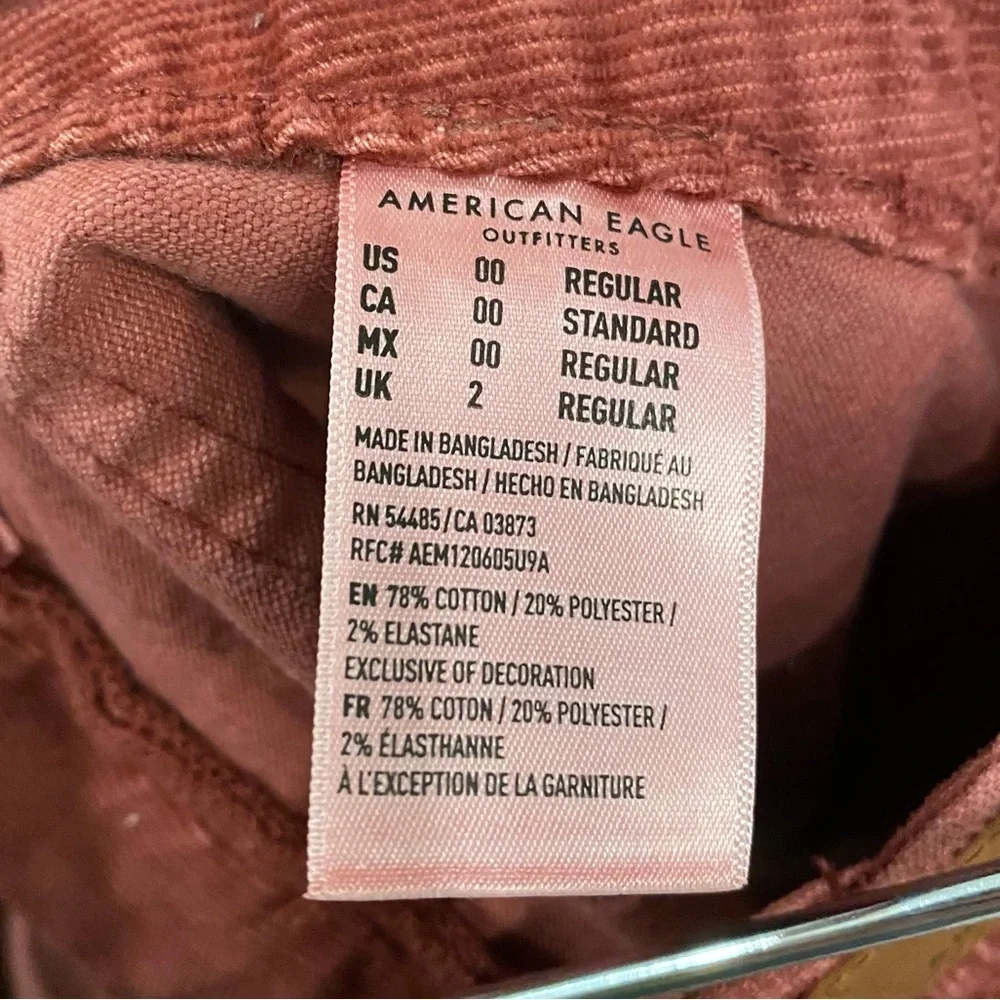 AMERICAN EAGLE
OUTFITTERS
US 00 REGULAR
CA 00 STANDARD
MX 00 REGULAR
UK 2 REGULAR
MADE IN BANGLADESH / FABRIQUÉ AU
BANGLADESH / HECHO EN BANGLADESH
RN 54485/CA 03873
RFC# AEM120605U9A
EN 78% COTTON / 20% POLYESTER /
2% ELASTANE
EXCLUSIVE OF DECORATION
FR 78% COTON / 20% POLYESTER /
2% ÉLASTHANNE
À L'EXCEPTION DE LA GARNITURE